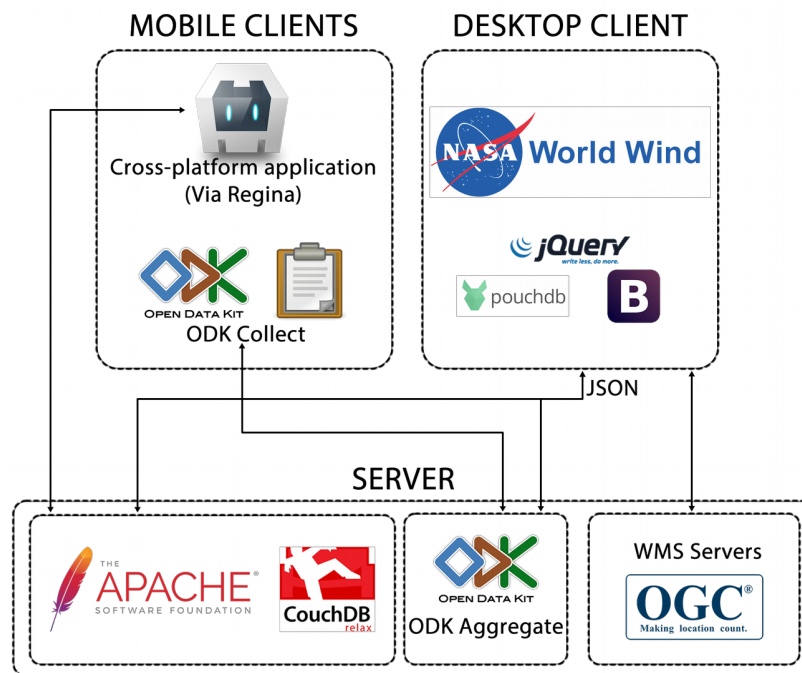 MOBILE CLIENTS
DESKTOP CLIENT
Cross-platform application
(Via Regina)
ODK
OPEN DATA KIT
ODK Collect
NASA World Wind
jQuery
write less, do more.
pouchdb
B
JSON
SERVER
THE
APACHE®
SOFTWARE FOUNDATION
CouchDB
relax
ODK
OPEN DATA KIT
ODK Aggregate
WMS Servers
OGC®
Making location count.